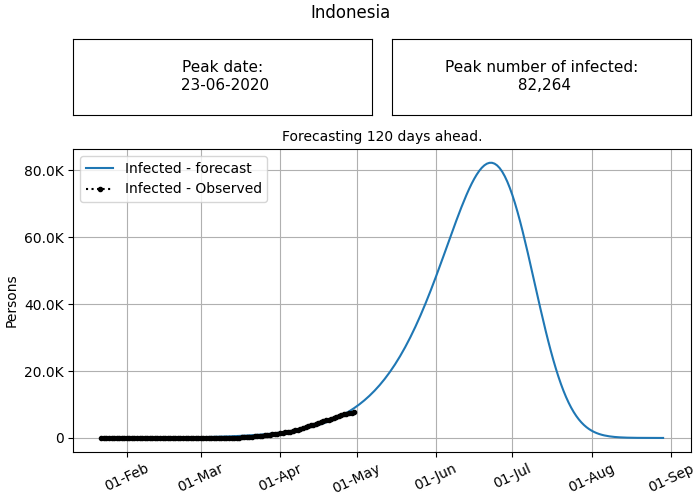 Indonesia
Peak date:
23-06-2020
Peak number of infected:
82,264
Forecasting 120 days ahead.
Infected - forecast
Infected - Observed
80.0K
60.0K
40.0K
20.0K
0
Persons
01-Feb
01-Mar
01-Apr
01-May
01-Jun
01-Jul
01-Aug
01-Sep